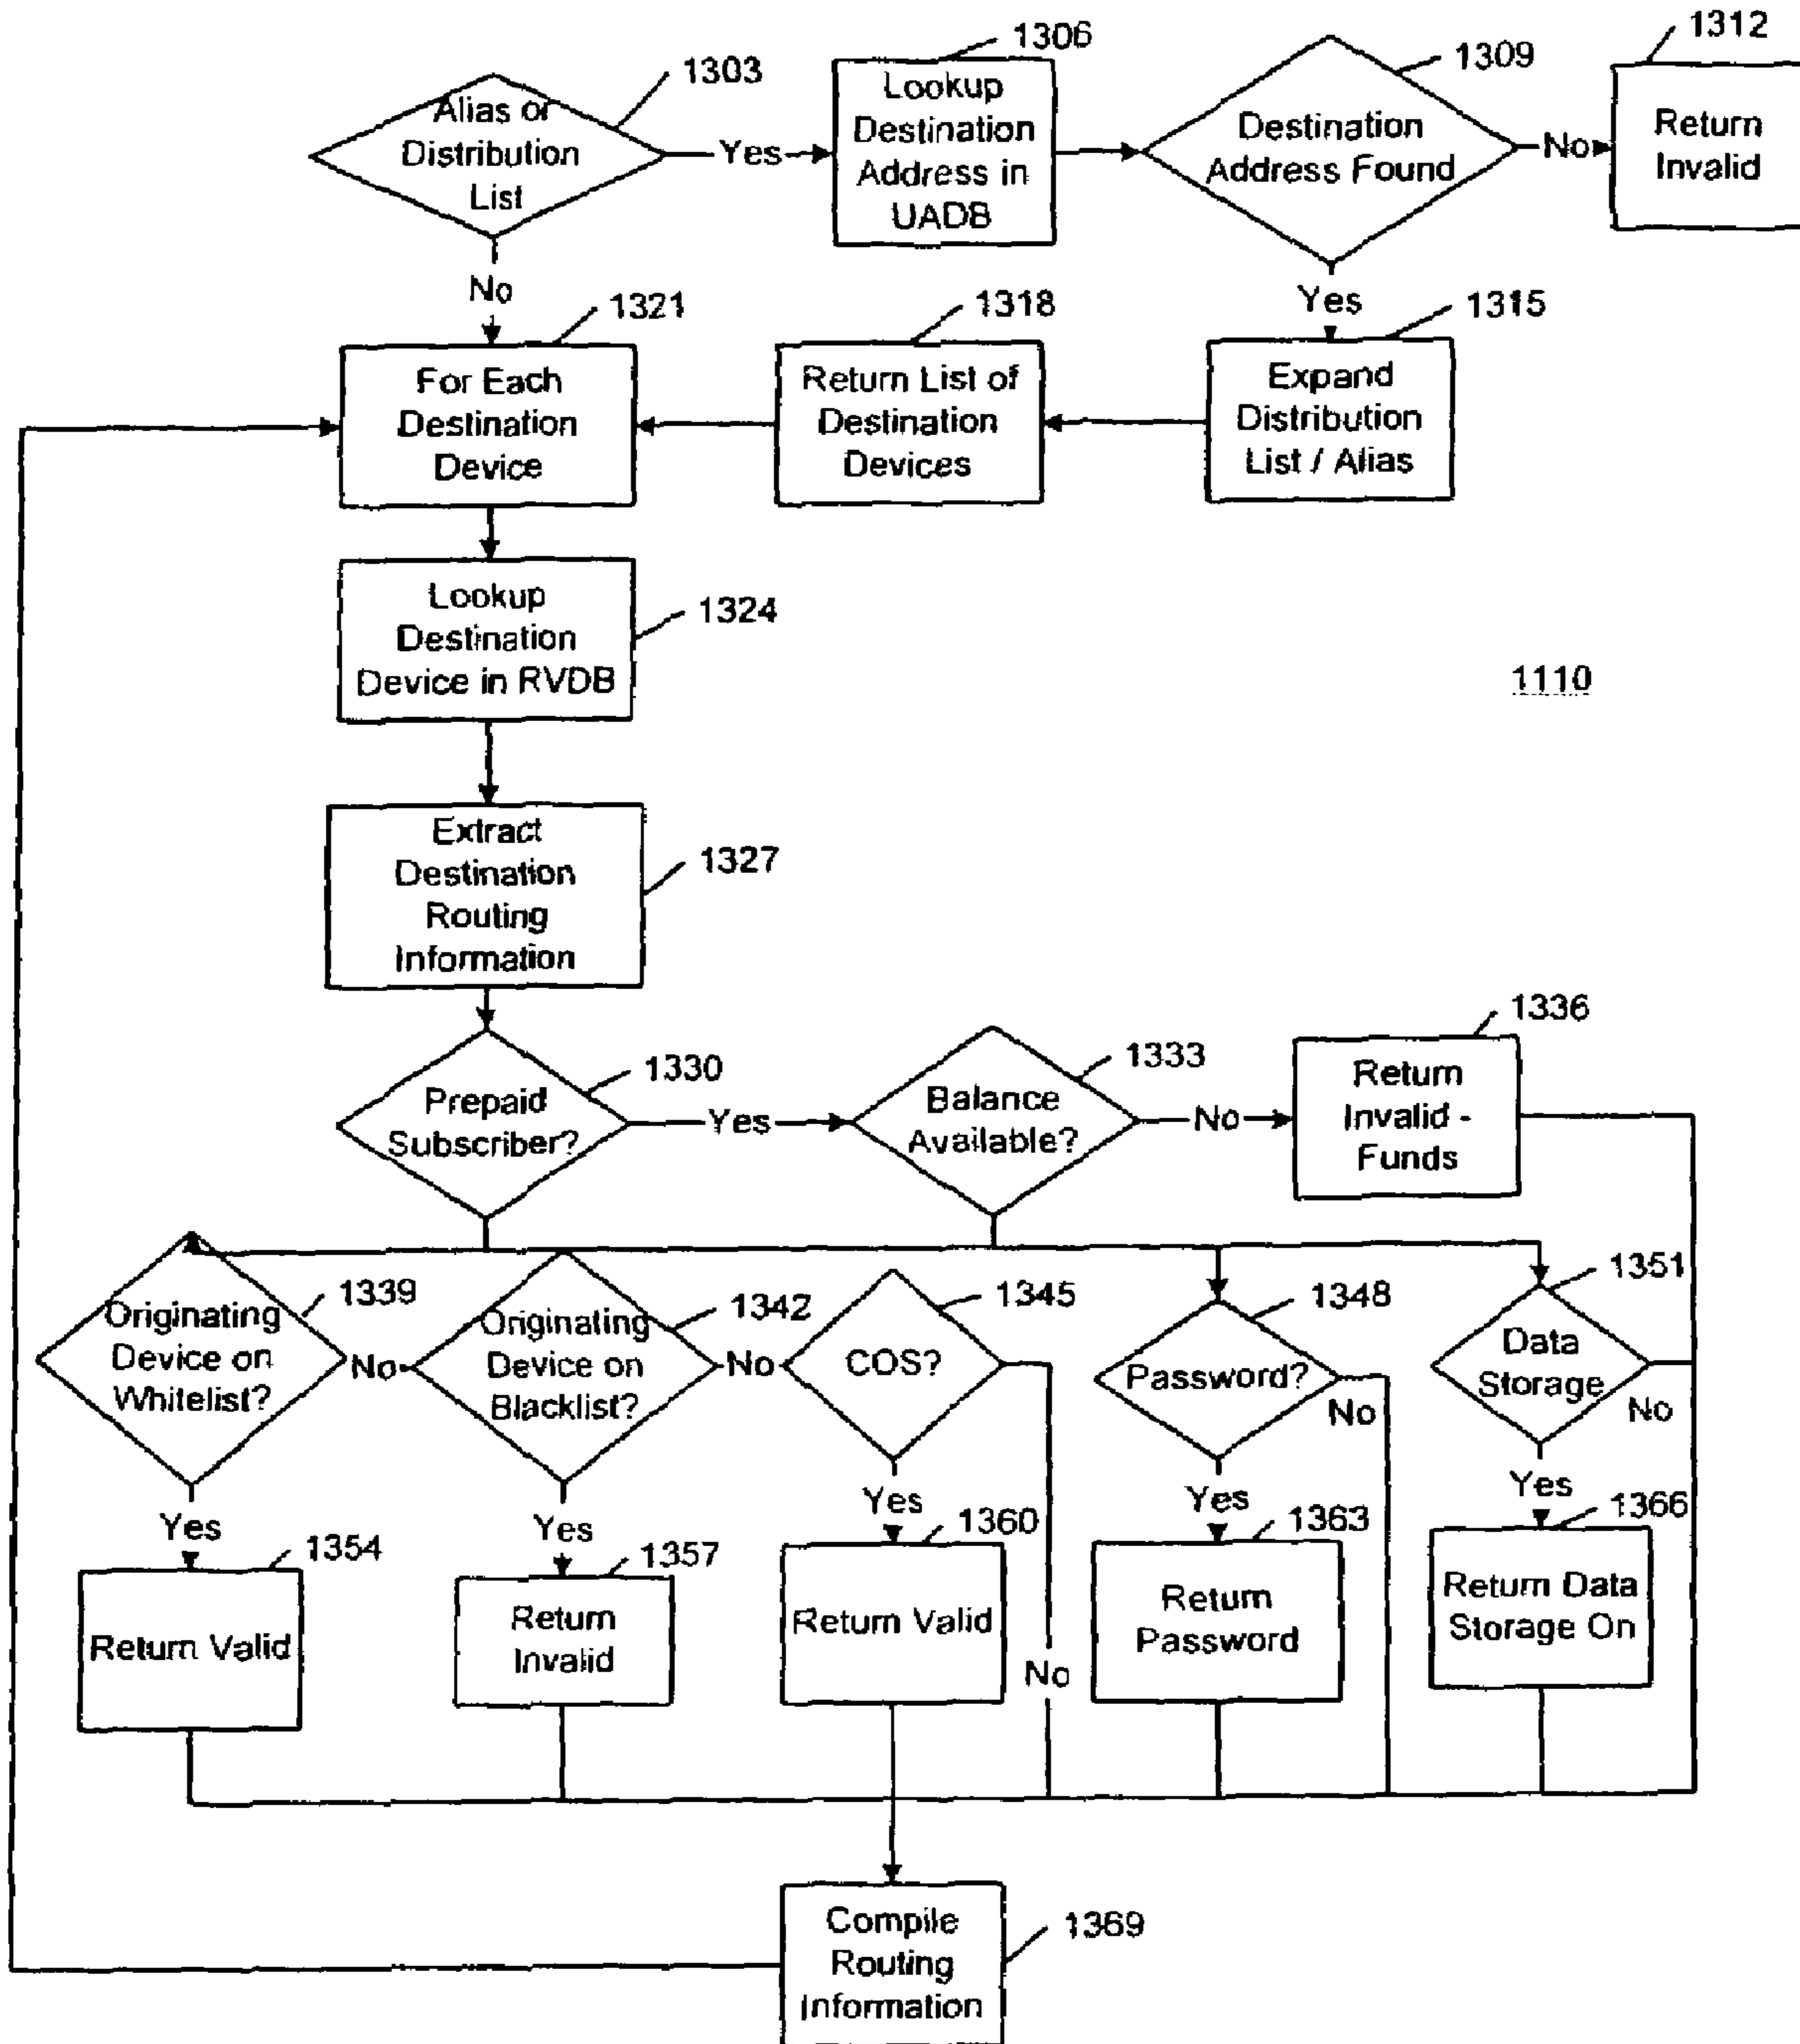 1303
Alias or
Distribution
List
Yes
1306
Lookup
Destination
Address in
UADB
1309
Destination
Address Found
No
1312
Return
Invalid
No
Yes
1321
For Each
Destination
Device
1318
Return List of
Destination
Devices
1315
Expand
Distribution
List / Alias
1324
Lookup
Destination
Device in RVDB
1110
1327
Extract
Destination
Routing
Information
1330
Prepaid
Subscriber?
Yes
1333
Balance
Available?
No
1336
Return
Invalid -
Funds
1339
Originating
Device on
Whitelist?
No
1342
Originating
Device on
Blacklist?
No
1345
COS?
1348
Password?
No
1351
Data
Storage
No
Yes
Yes
Yes
Yes
Yes
1354
Return Valid
1357
Return
Invalid
1360
Return Valid
No
1363
Return
Password
1366
Return Data
Storage On
1369
Compile
Routing
Information